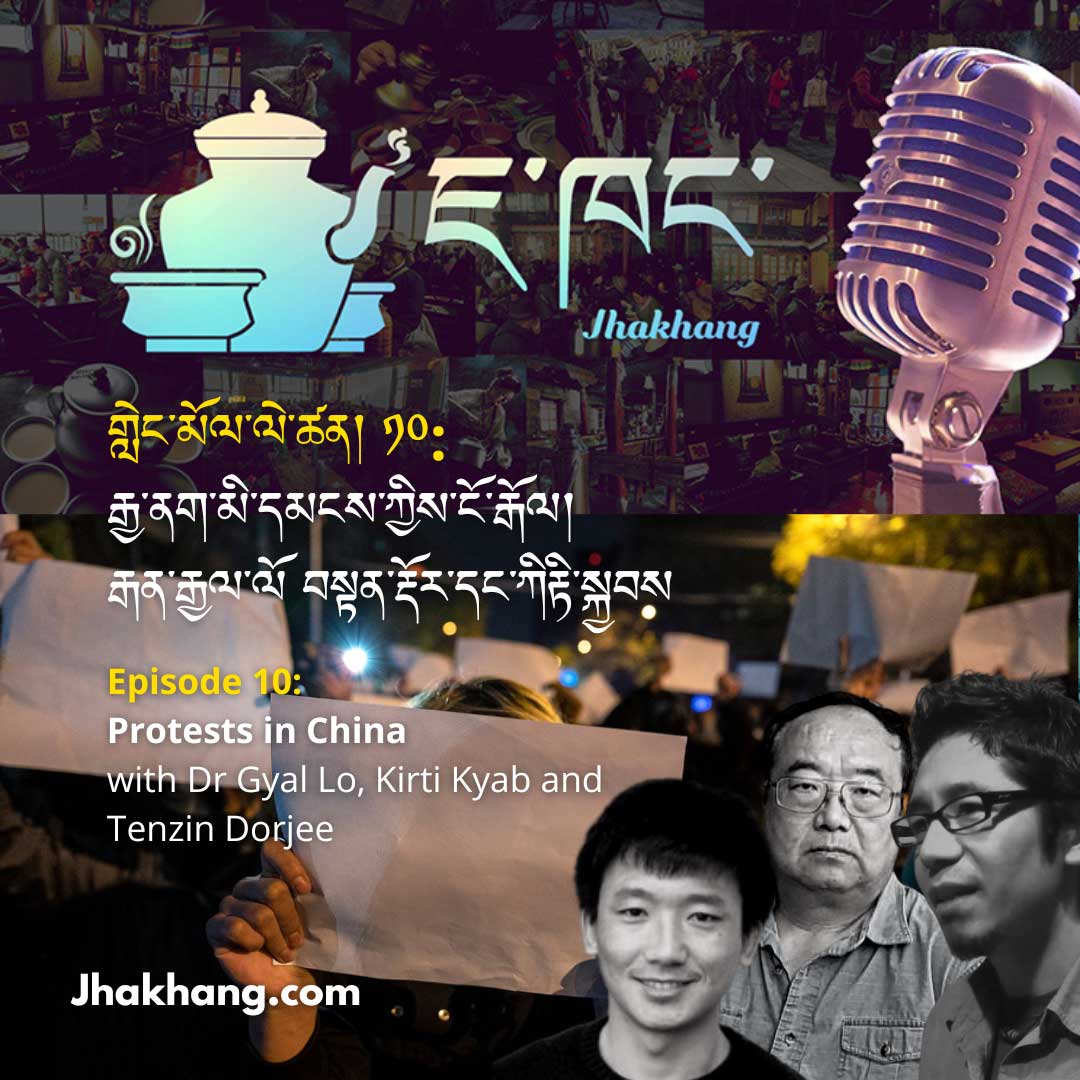 ཇ་ཁང་
Jhakhang
གླེང་མོལ་ལེ་ཚན། ༡༠:
རྒྱ་ནག་མི་དམངས་ཀྱིས་ངོ་རྒོལ།
རྒན་རྒྱལ་ལོ་ བསྟན་རྡོར་དང་ཀིརྟི་སྐྱབས
Episode 10:
Protests in China
with Dr Gyal Lo, Kirti Kyab and
Tenzin Dorjee
Jhakhang.com